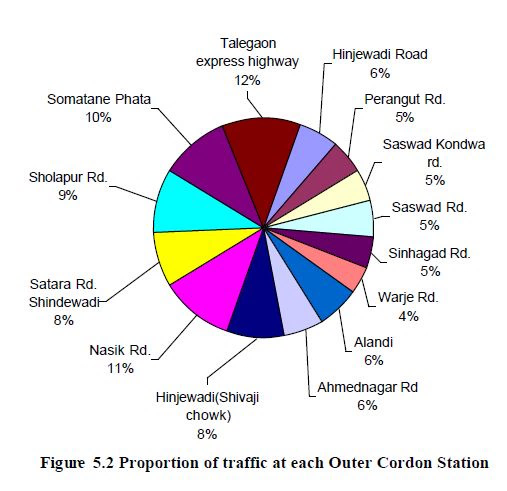 Talegaon
express highway
12%
Hinjewadi Road
6%
Perangut Rd.
5%
Saswad Kondwa
rd.
5%
Saswad Rd.
5%
Sinhagad Rd.
5%
Warje Rd.
4%
Alandi
6%
Ahmednagar Rd
6%
Hinjewadi(Shivaji
chowk)
8%
Nasik Rd.
11%
Satara Rd.
Shindewadi
8%
Sholapur Rd.
9%
Somatane Phata
10%
Figure 5.2 Proportion of traffic at each Outer Cordon Station